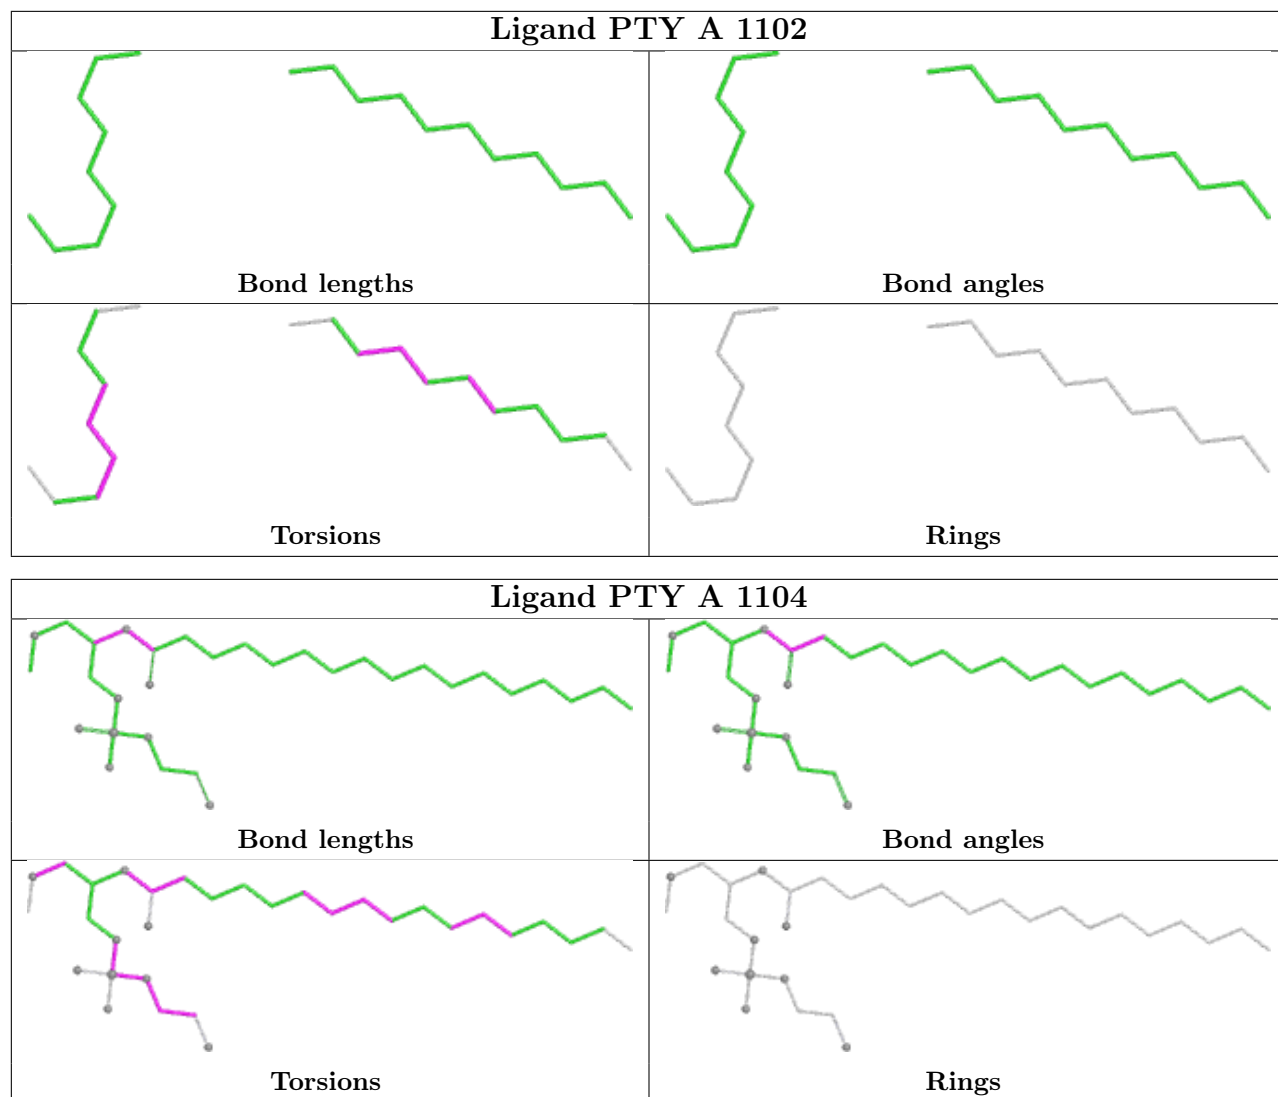 Ligand PTY A 1102
Bond lengths
Bond angles
Torsions
Rings
Ligand PTY A 1104
Bond lengths
Bond angles
Torsions
Rings